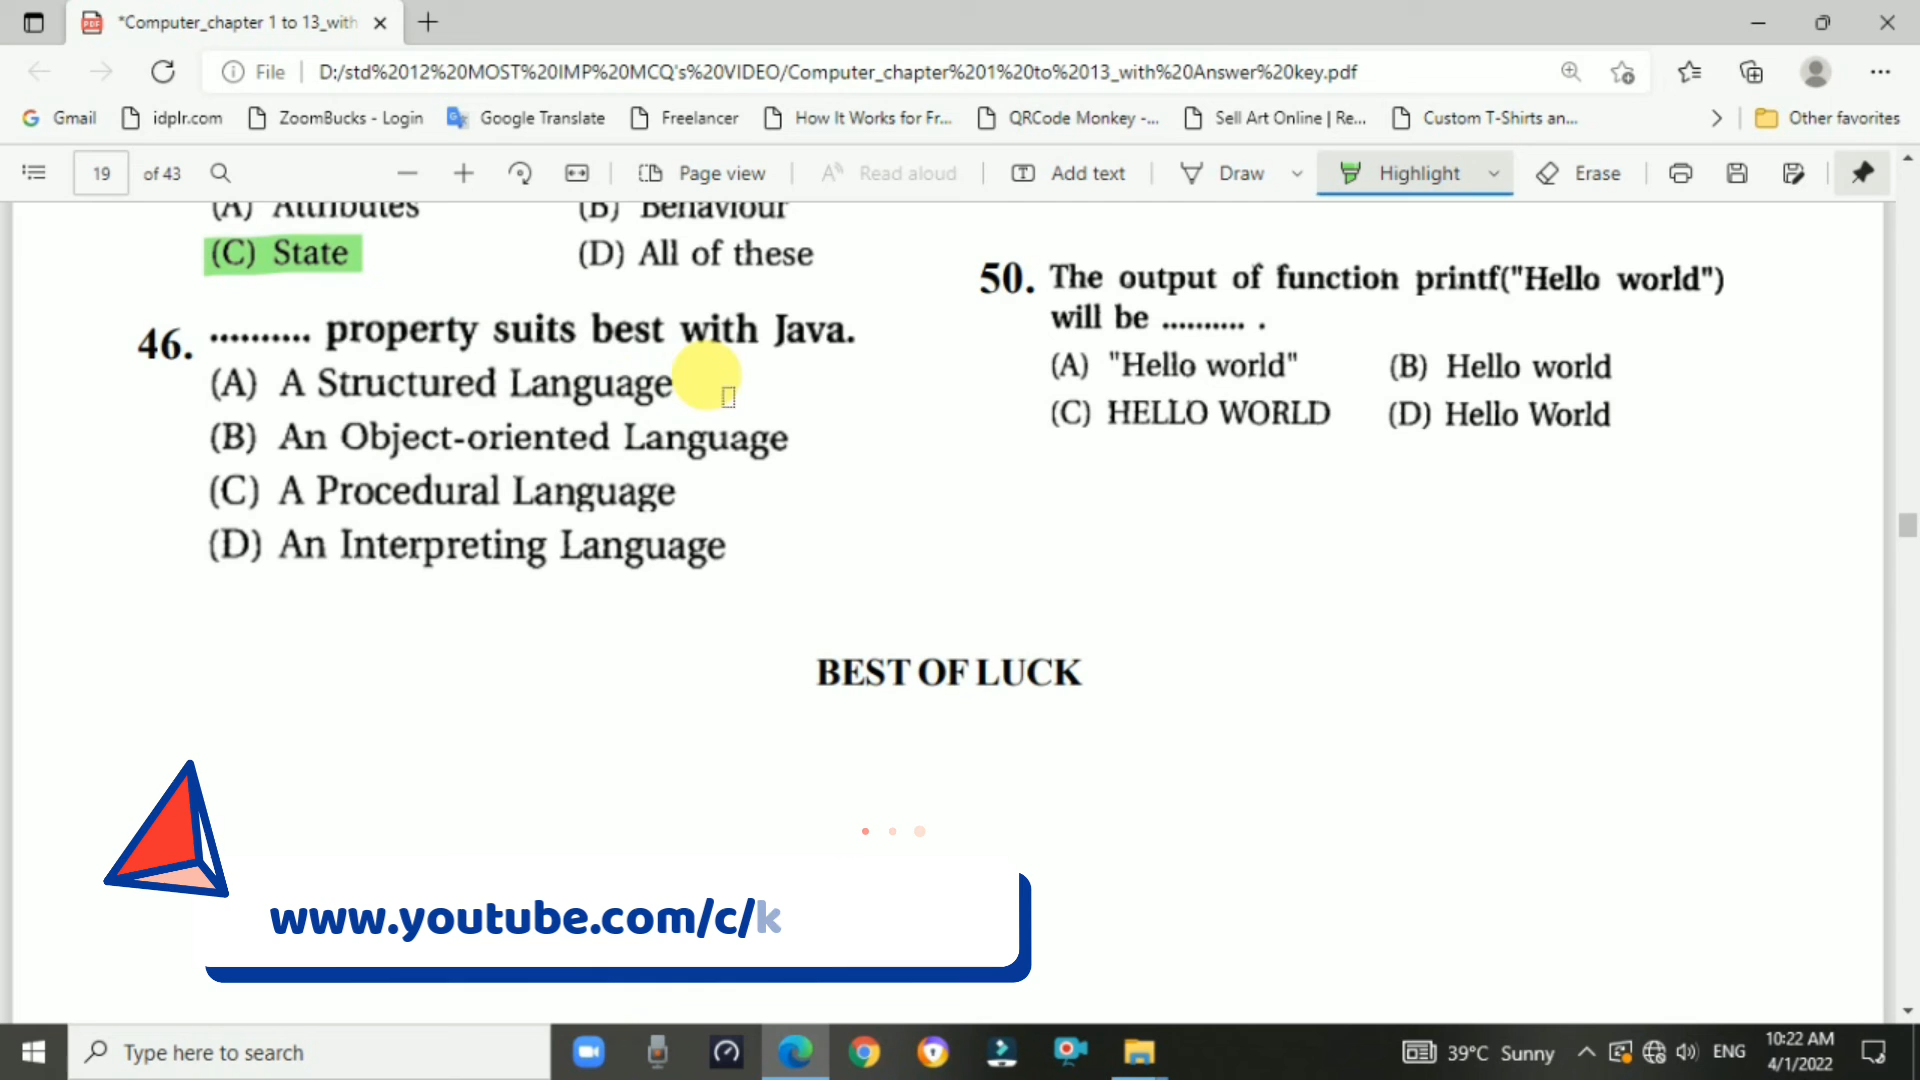 *Computer_chapter 1 to 13_with
File
D:/std%2012%20MOST%20IMP%20MCQ's%20VIDEO/Computer_chapter%201%20to%2013_with%20Answer%20key.pdf
Gmail
idplr.com
ZoomBucks - Login
Google Translate
Freelancer
How It Works for Fr...
QRCode Monkey -...
Sell Art Online | Re...
Custom T-Shirts an...
Other favorites
19 of 43
Page view
Read aloud
Add text
Draw
Highlight
Erase
(A) Attributes (B) Behaviour
(C) State (D) All of these
46. .......... property suits best with Java.
(A) A Structured Language
(B) An Object-oriented Language
(C) A Procedural Language
(D) An Interpreting Language
50. The output of function printf("Hello world")
will be .......... .
(A) "Hello world" (B) Hello world
(C) HELLO WORLD (D) Hello World
BEST OF LUCK
www.youtube.com/c/k
Type here to search
39°C Sunny
ENG
10:22 AM
4/1/2022